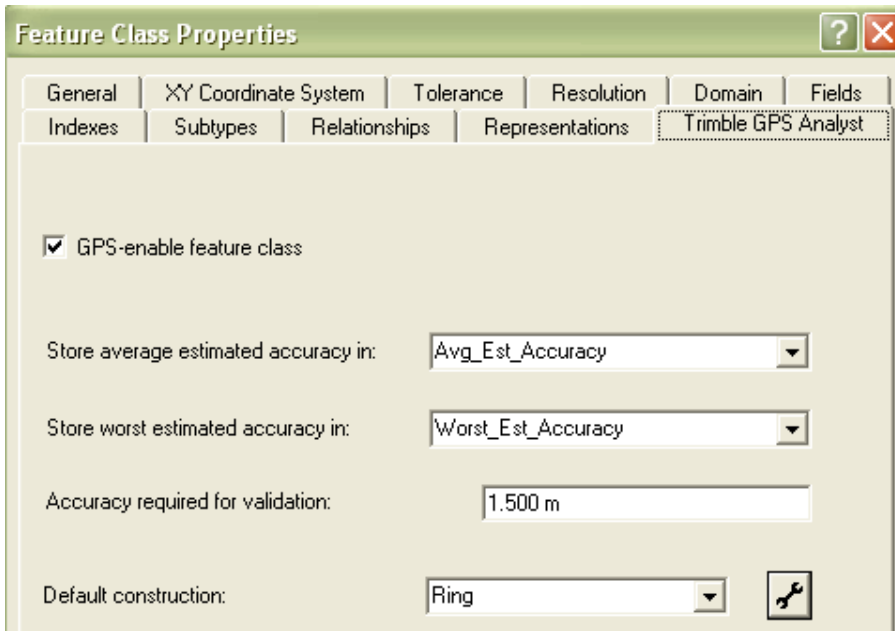 Feature Class Properties
General XY Coordinate System Tolerance Resolution Domain Fields
Indexes Subtypes Relationships Representations Trimble GPS Analyst
GPS-enable feature class
Store average estimated accuracy in: Avg_Est_Accuracy
Store worst estimated accuracy in: Worst_Est_Accuracy
Accuracy required for validation: 1.500 m
Default construction: Ring